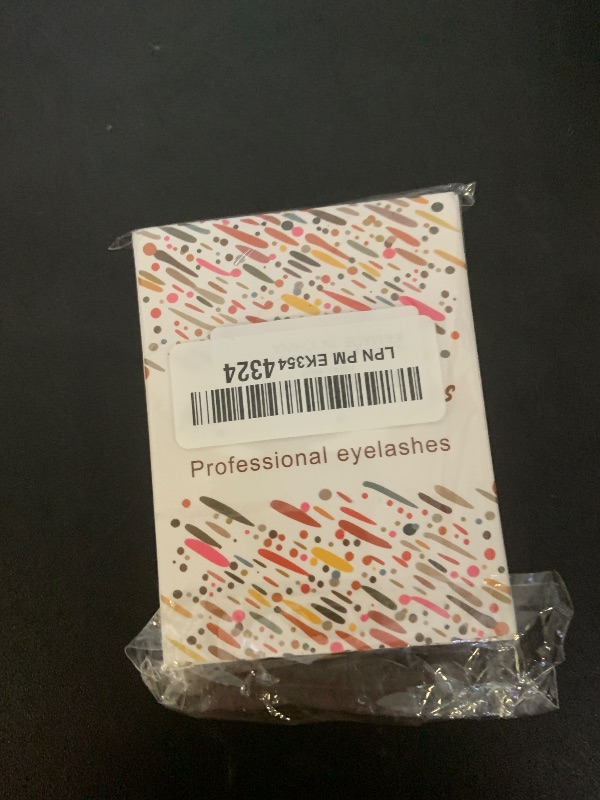 LPN PM EK3544324
s
Professional eyelashes